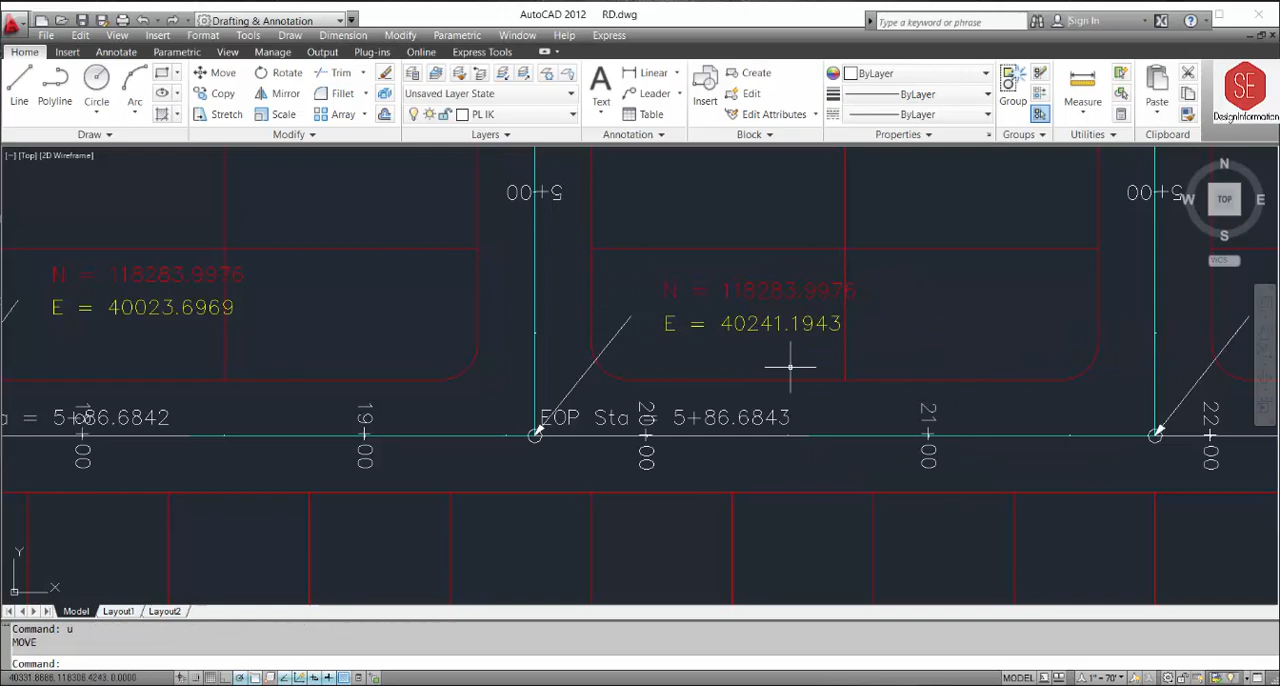 AutoCAD 2012 RD.dwg
Drafting & Annotation
Type a keyword or phrase
Sign In
File Edit View Insert Format Tools Draw Dimension Modify Parametric Window Help Express
Home Insert Annotate Parametric View Manage Output Plug-ins Online Express Tools
Line Polyline Circle Arc
Move Rotate Trim
Copy Mirror Fillet
Stretch Scale Array
Unsaved Layer State
PL IK
Text
Linear
Leader
Table
Insert
Create
Edit
Edit Attributes
ByLayer
ByLayer
ByLayer
Group
Measure
Paste
SE
DesignInformation
Draw Modify Layers Annotation Block Properties Groups Utilities Clipboard
[−] [Top] [2D Wireframe]
N
W TOP E
S
WCS
5+00
5+00
N = 118283.9976
E = 40023.6969
N = 118283.9976
E = 40241.1943
a = 5+86.6842
EOP Sta = 5+86.6843
19+00
20+00
21+00
22+00
Y
X
Model Layout1 Layout2
Command: u
MOVE
Command:
MODEL
1" = 70'